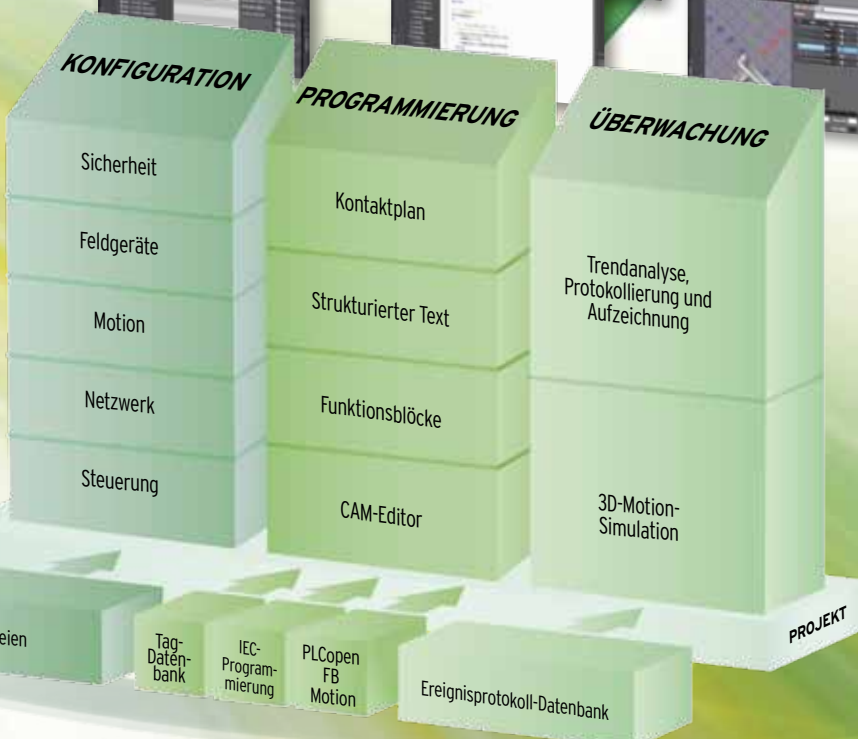 KONFIGURATION
Sicherheit
Feldgeräte
Motion
Netzwerk
Steuerung
PROGRAMMIERUNG
Kontaktplan
Strukturierter Text
Funktionsblöcke
CAM-Editor
ÜBERWACHUNG
Trendanalyse,
Protokollierung und
Aufzeichnung
3D-Motion-
Simulation
PROJEKT
eien
Tag-
Daten-
bank
IEC-
Program-
mierung
PLCopen
FB
Motion
Ereignisprotokoll-Datenbank